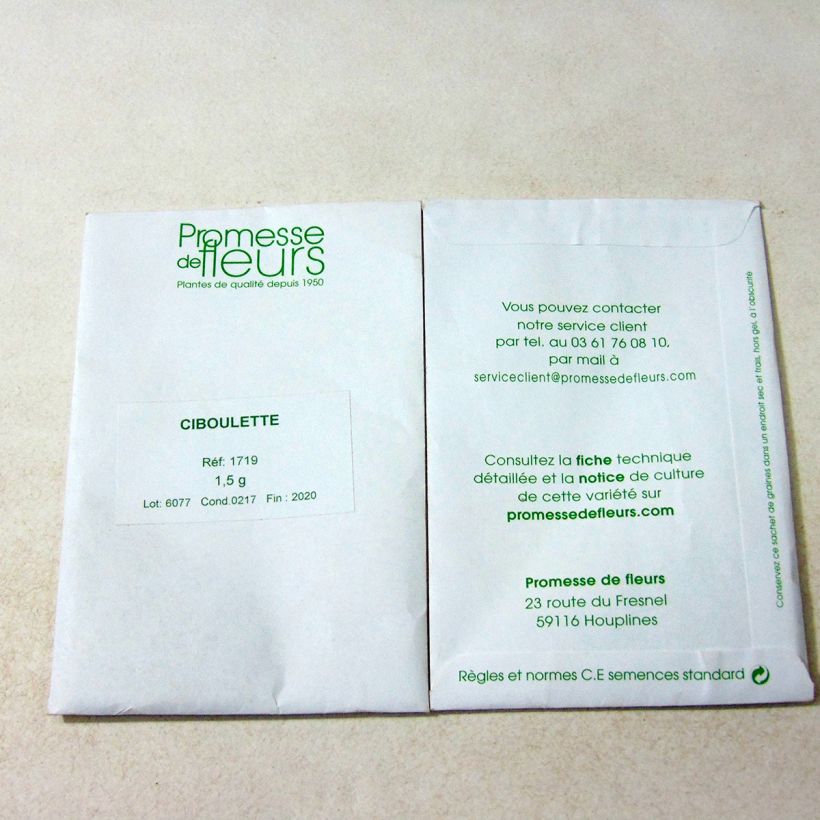 Promesse
de fleurs
Plantes de qualité depuis 1950
CIBOULETTE
Réf: 1719
1,5 g
Lot: 6077 Cond.0217 Fin : 2020
Vous pouvez contacter
notre service client
par tel. au 03 61 76 08 10,
par mail à
serviceclient@promessedefleurs.com
Consultez la fiche technique
détaillée et la notice de culture
de cette variété sur
promessedefleurs.com
Promesse de fleurs
23 route du Fresnel
59116 Houplines
Règles et normes C.E semences standard
Conservez ce sachet de graines dans un endroit sec et frais, hors gel, à l'obscurité